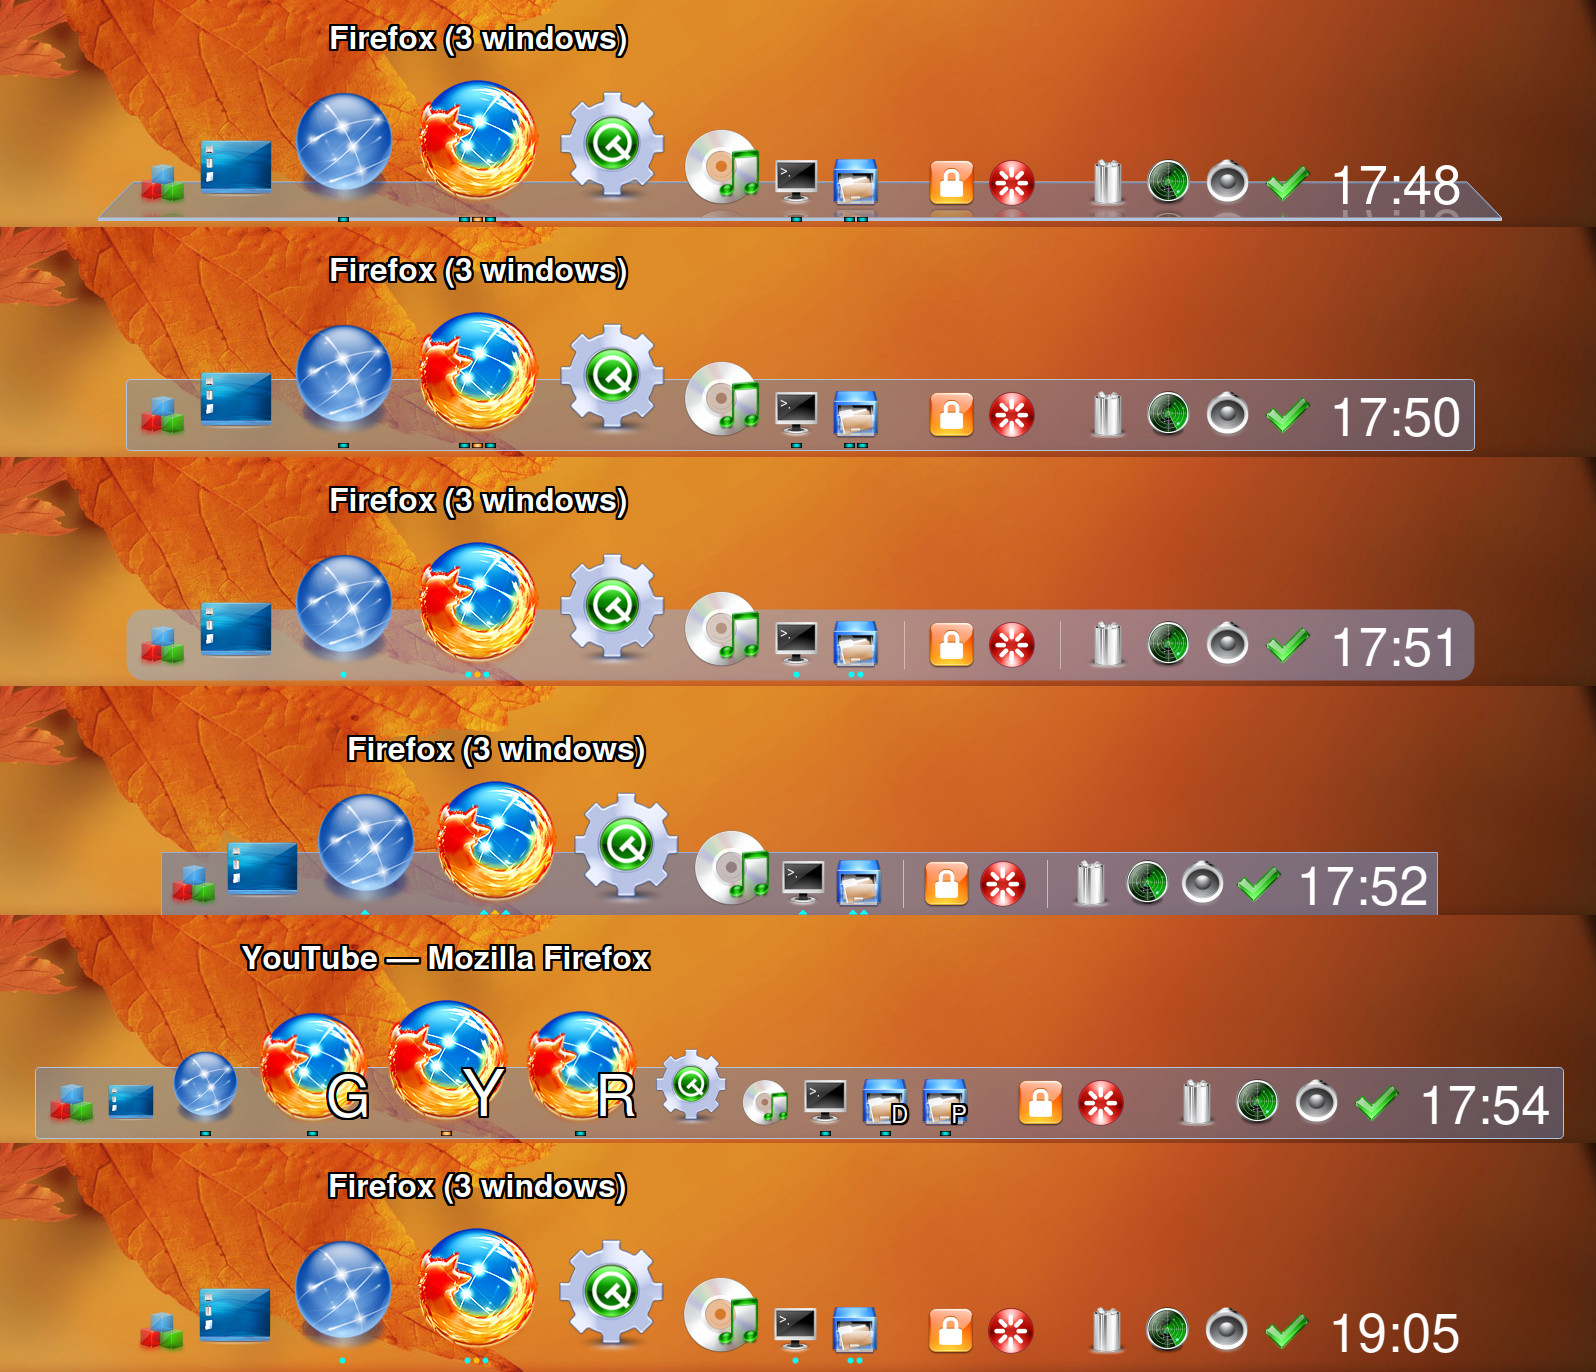 Firefox (3 windows)
>_
17:48
Firefox (3 windows)
>_
17:50
Firefox (3 windows)
>_
17:51
Firefox (3 windows)
>_
17:52
YouTube — Mozilla Firefox
G Y R >_ D P 17:54
Firefox (3 windows)
>_
19:05